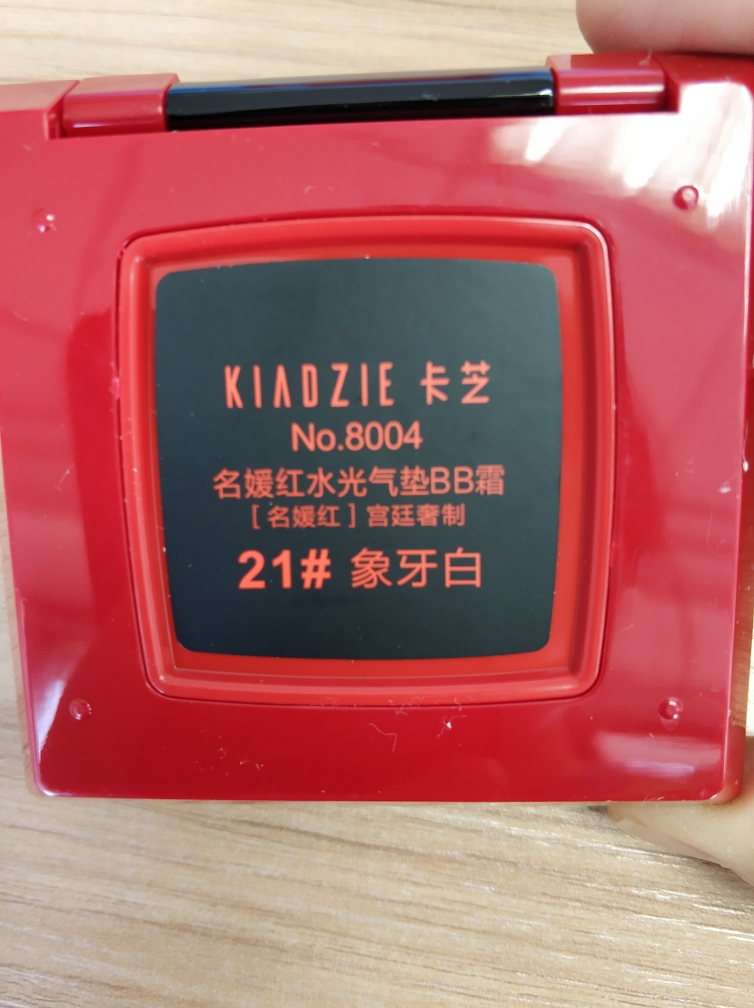 KIADZIE 卡芝
No.8004
名媛红水光气垫BB霜
[名媛红]宫廷奢制
21# 象牙白